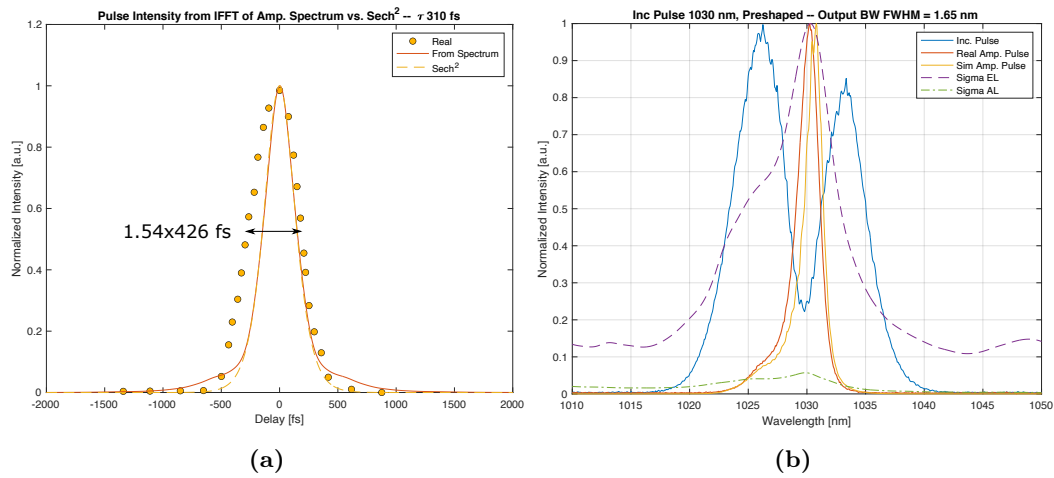 Pulse Intensity from IFFT of Amp. Spectrum vs. Sech² -- τ 310 fs
Normalized Intensity [a.u.]
1.2
1
0.8
0.6
0.4
0.2
0
-2000
-1500
-1000
-500
0
500
1000
1500
2000
Delay [fs]
Real
From Spectrum
Sech²
1.54x426 fs
(a)
Inc Pulse 1030 nm, Preshaped -- Output BW FWHM = 1.65 nm
Normalized Intensity [a.u.]
1
0.9
0.8
0.7
0.6
0.5
0.4
0.3
0.2
0.1
0
1010
1015
1020
1025
1030
1035
1040
1045
1050
Wavelength [nm]
Inc. Pulse
Real Amp. Pulse
Sim Amp. Pulse
Sigma EL
Sigma AL
(b)